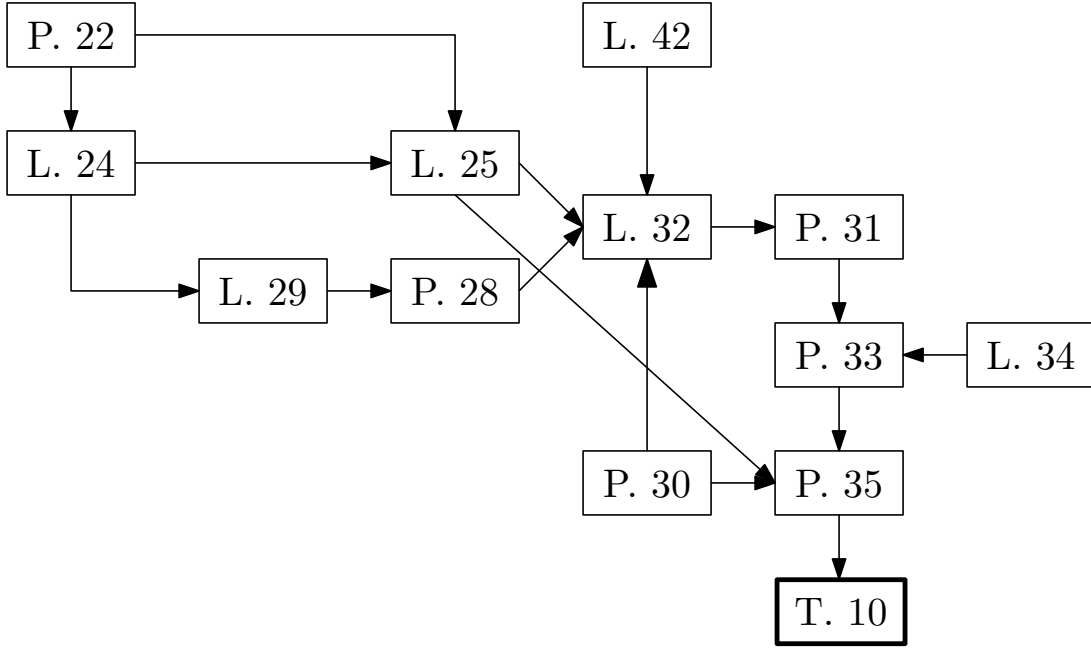 P. 22
L. 42
L. 24
L. 25
L. 32
P. 31
L. 29
P. 28
P. 33
L. 34
P. 30
P. 35
T. 10